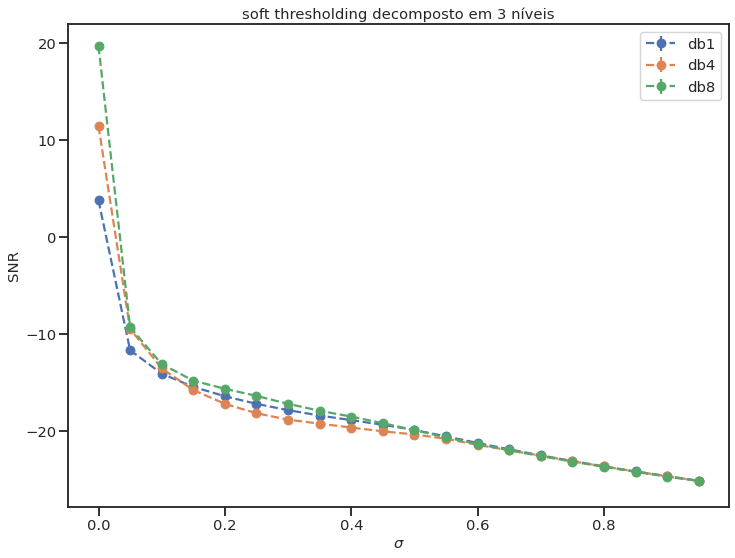 soft thresholding decomposto em 3 níveis
db1
db4
db8
20
10
0
−10
−20
SNR
0.0 0.2 0.4 0.6 0.8
σ